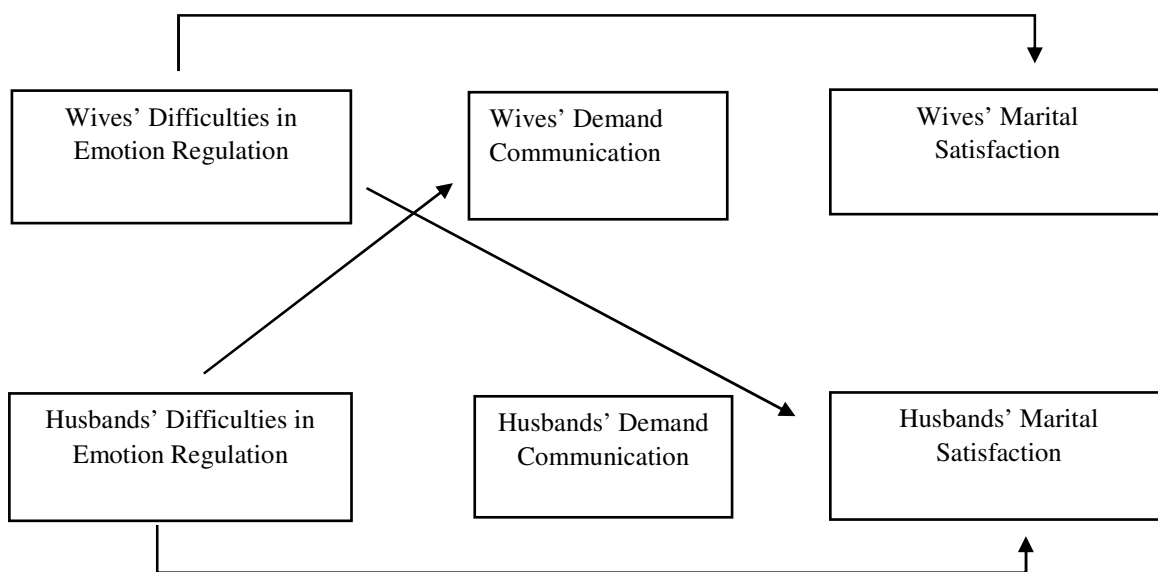 Wives’ Difficulties in
Emotion Regulation
Wives’ Demand
Communication
Wives’ Marital
Satisfaction
Husbands’ Difficulties in
Emotion Regulation
Husbands’ Demand
Communication
Husbands’ Marital
Satisfaction